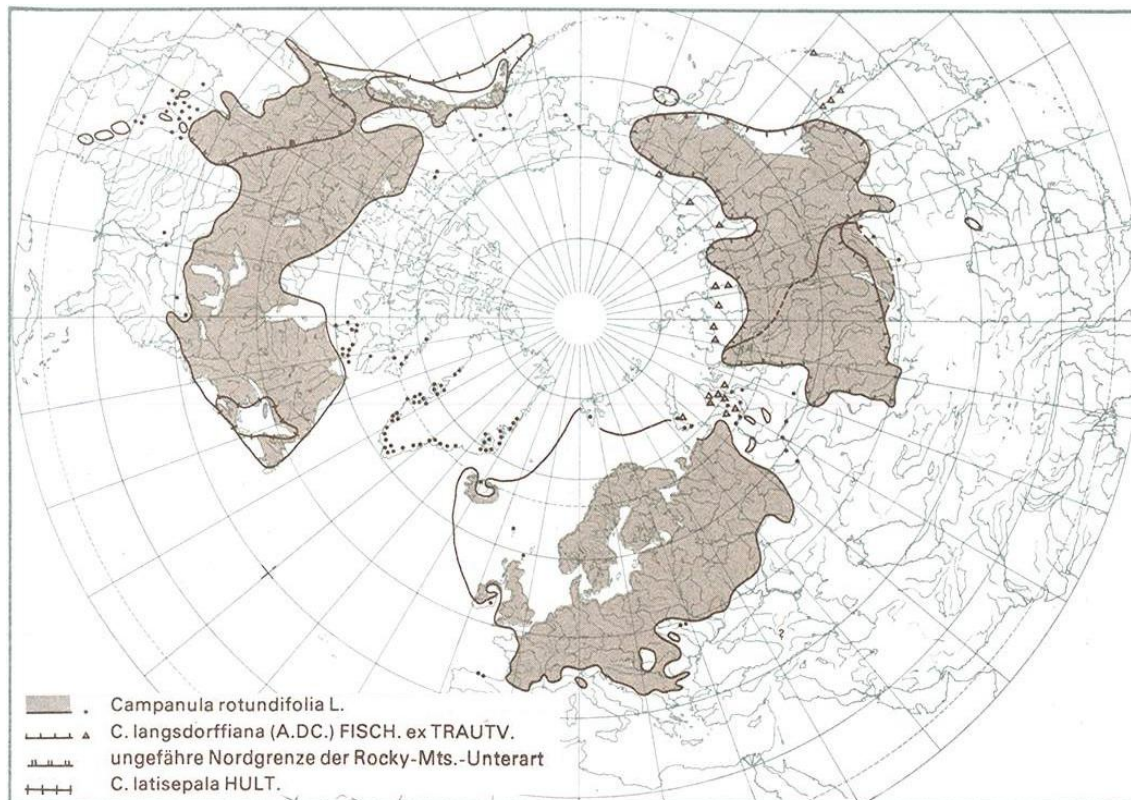 ?
Campanula rotundifolia L.
C. langsdorffiana (A.DC.) FISCH. ex TRAUTV.
ungefähre Nordgrenze der Rocky-Mts.-Unterart
C. latisepala HULT.